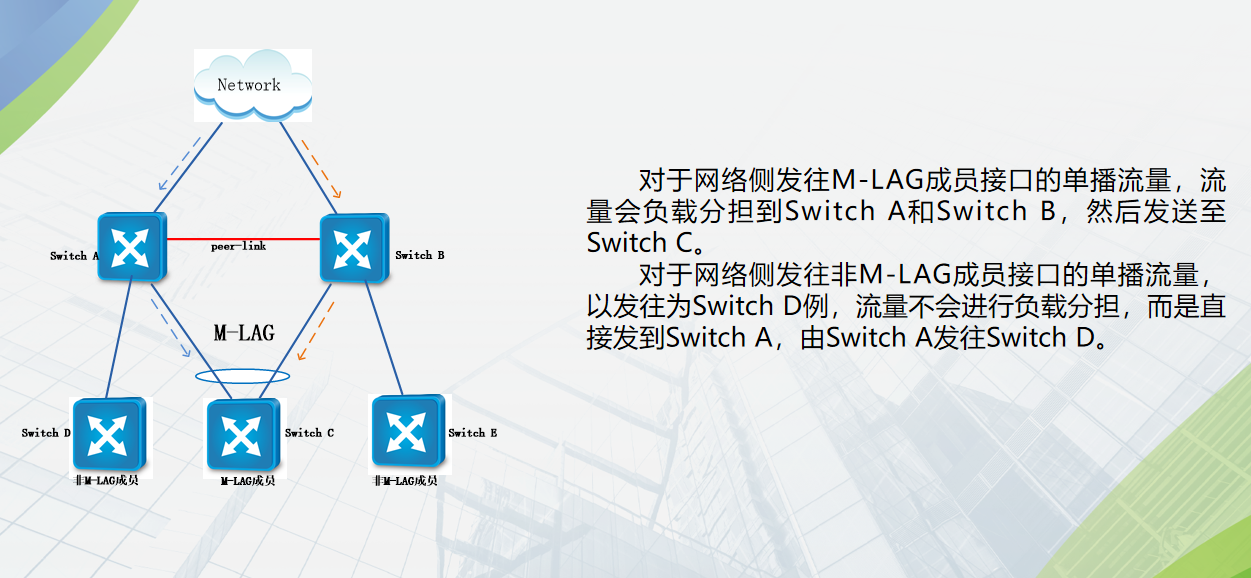 Network
Switch A
peer-link
Switch B
M-LAG
Switch D
Switch C
Switch E
非M-LAG成员
M-LAG成员
非M-LAG成员
对于网络侧发往M-LAG成员接口的单播流量，流
量会负载分担到Switch A和Switch B，然后发送至
Switch C。
对于网络侧发往非M-LAG成员接口的单播流量，
以发往为Switch D例，流量不会进行负载分担，而是直
接发到Switch A，由Switch A发往Switch D。